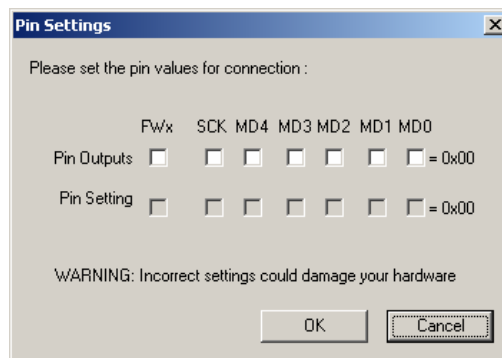 Pin Settings
Please set the pin values for connection :
FWx SCK MD4 MD3 MD2 MD1 MD0
Pin Outputs = 0x00
Pin Setting = 0x00
WARNING: Incorrect settings could damage your hardware
OK Cancel